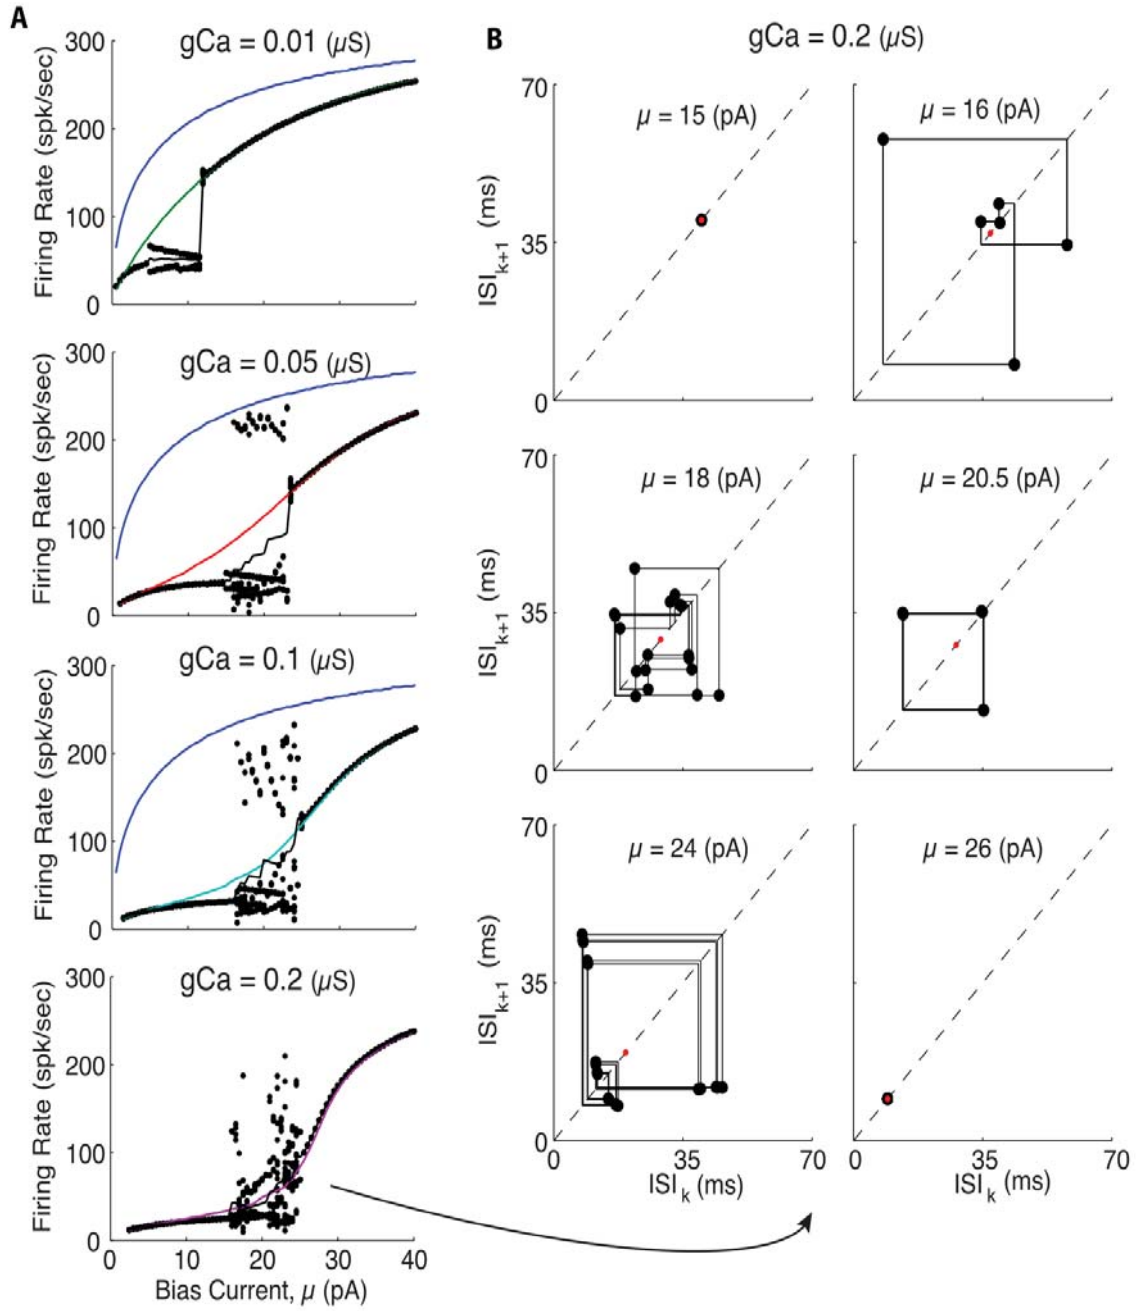 A
gCa = 0.01 (µS)
300
200
100
0
Firing Rate (spk/sec)
gCa = 0.05 (µS)
300
200
100
0
Firing Rate (spk/sec)
gCa = 0.1 (µS)
300
200
100
0
Firing Rate (spk/sec)
gCa = 0.2 (µS)
300
200
100
0
Firing Rate (spk/sec)
0 10 20 30 40
Bias Current, µ (pA)
B
gCa = 0.2 (µS)
70
35
0
ISIk+1 (ms)
µ = 15 (pA)
µ = 16 (pA)
70
35
0
ISIk+1 (ms)
µ = 18 (pA)
µ = 20.5 (pA)
70
35
0
ISIk+1 (ms)
µ = 24 (pA)
µ = 26 (pA)
0 35 70
ISIk (ms)
0 35 70
ISIk (ms)